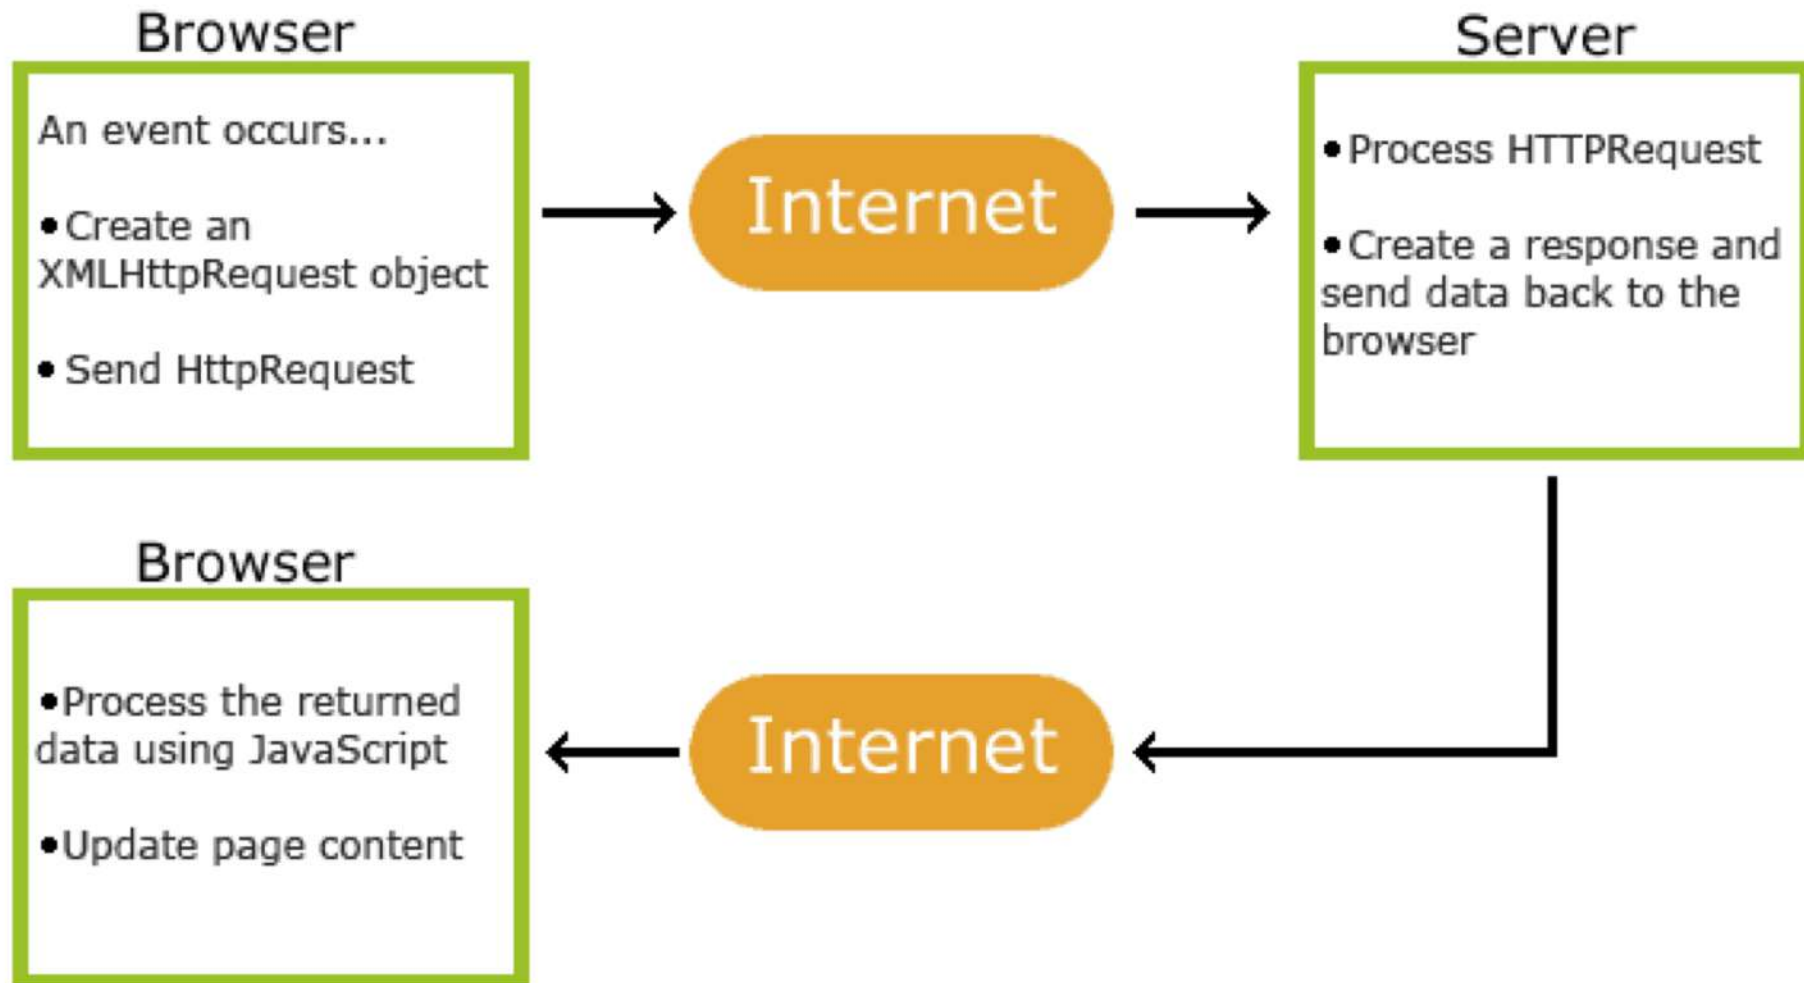 Browser
An event occurs...
•Create an
XMLHttpRequest object
• Send HttpRequest
Internet
Server
•Process HTTPRequest
•Create a response and
send data back to the
browser
Browser
•Process the returned
data using JavaScript
•Update page content
Internet